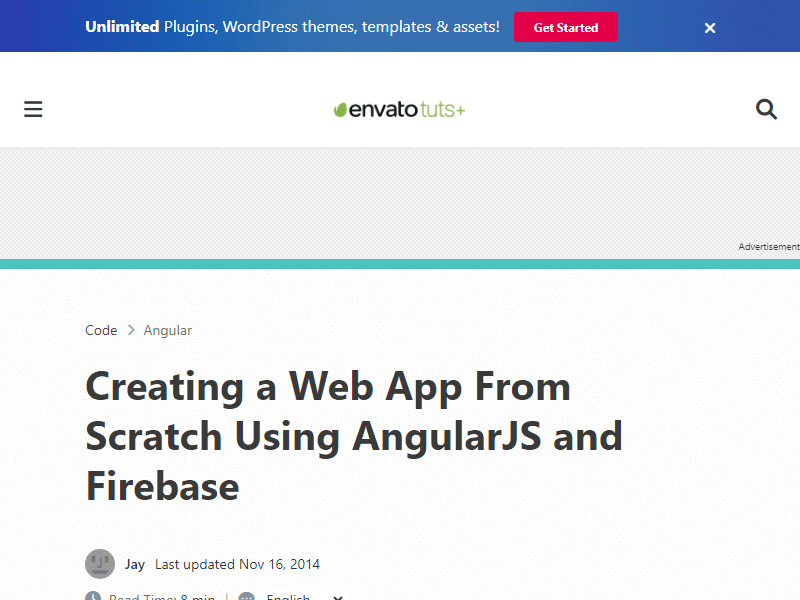 Unlimited Plugins, WordPress themes, templates & assets!
Get Started
envato tuts+
Advertisement
Code
Angular
Creating a Web App From
Scratch Using AngularJS and
Firebase
Jay Last updated Nov 16, 2014
Read Time: 8 min | English